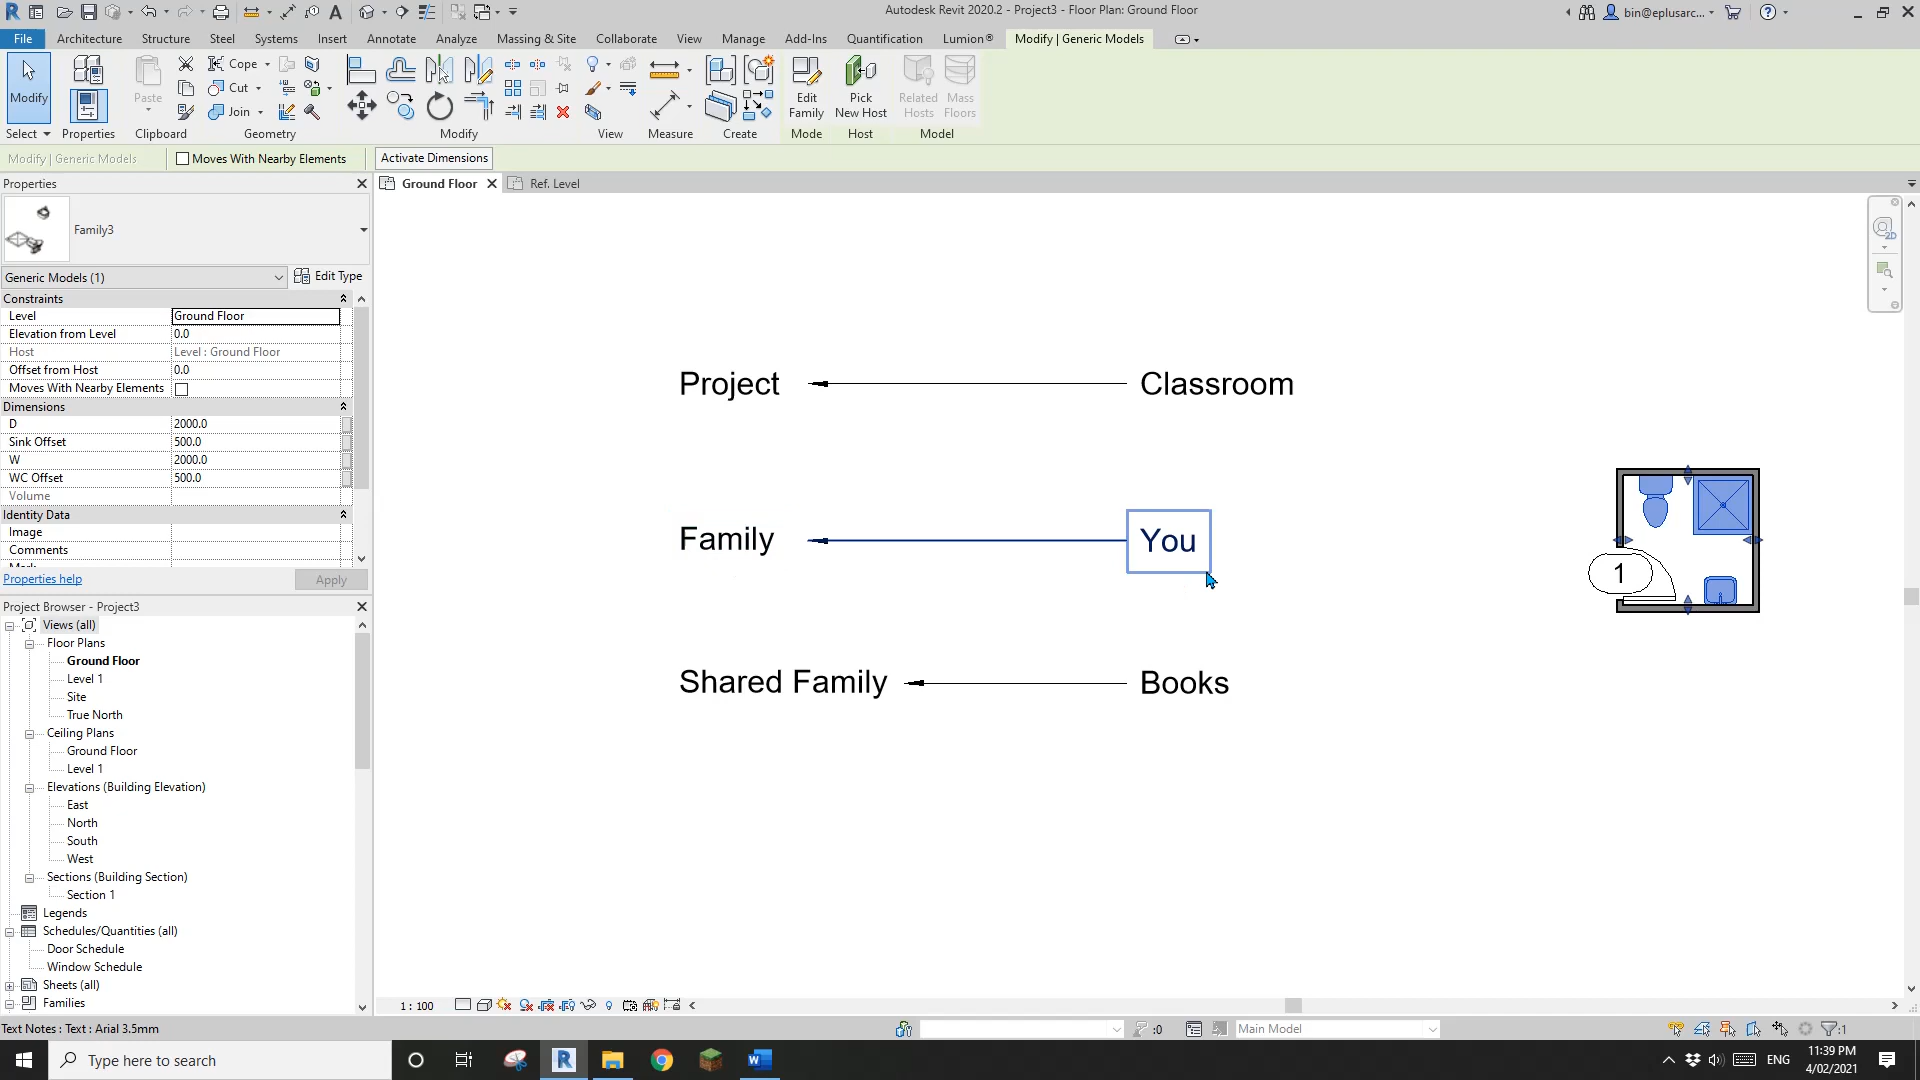 Autodesk Revit 2020.2 - Project3 - Floor Plan: Ground Floor
bin@eplusarc...
File Architecture Structure Steel Systems Insert Annotate Analyze Massing & Site Collaborate View Manage Add-Ins Quantification Lumion® Modify | Generic Models
Modify
Paste
Cope
Cut
Join
Edit Family
Pick New Host
Related Hosts
Mass Floors
Select Properties Clipboard Geometry Modify View Measure Create Mode Host Model
Modify | Generic Models Moves With Nearby Elements Activate Dimensions
Properties
Ground Floor Ref. Level
Family3
Generic Models (1) Edit Type
Constraints
Level Ground Floor
Elevation from Level 0.0
Host Level : Ground Floor
Offset from Host 0.0
Moves With Nearby Elements
Dimensions
D 2000.0
Sink Offset 500.0
W 2000.0
WC Offset 500.0
Volume
Identity Data
Image
Comments
Properties help Apply
Project Browser - Project3
Views (all)
Floor Plans
Ground Floor
Level 1
Site
True North
Ceiling Plans
Ground Floor
Level 1
Elevations (Building Elevation)
East
North
South
West
Sections (Building Section)
Section 1
Legends
Schedules/Quantities (all)
Door Schedule
Window Schedule
Sheets (all)
Families
Project Classroom
Family You
Shared Family Books
1
2D
1 : 100
Text Notes : Text : Arial 3.5mm
:0
Main Model
:1
Type here to search
ENG
11:39 PM
4/02/2021